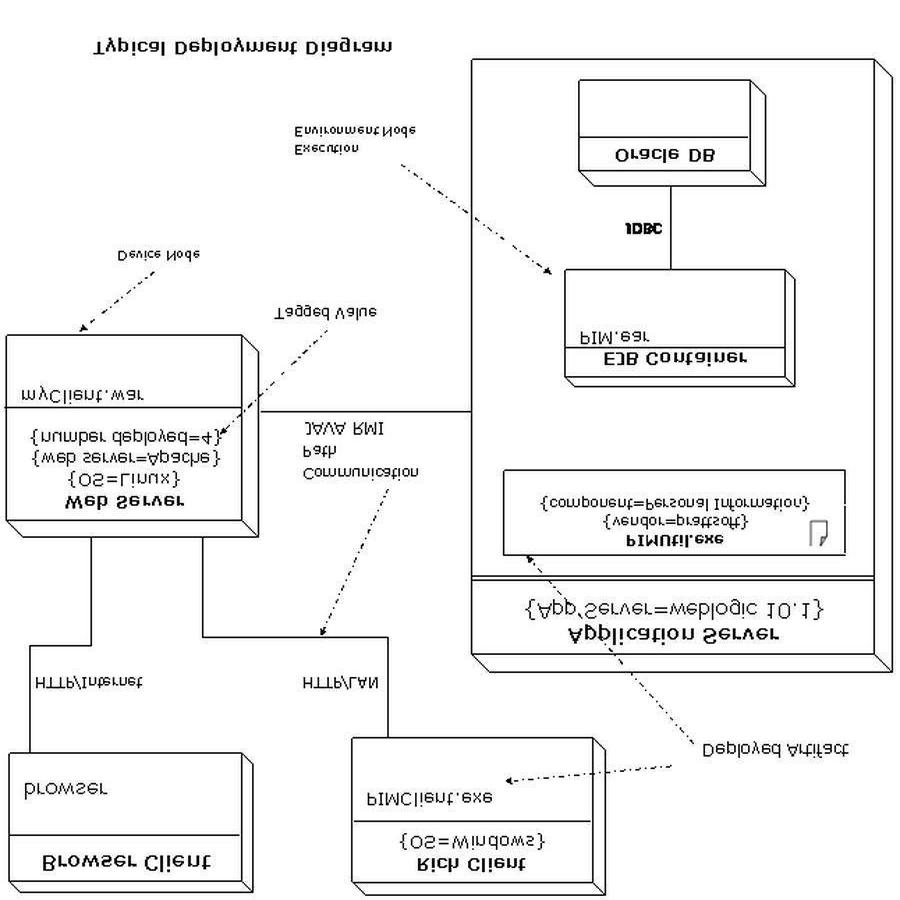 Browser Client
browser
Rich Client
{OS=Windows}
PIMClient.exe
Deployed Artifact
HTTP/Internet
HTTP/LAN
Application Server
{App Server=weblogic 10.1}
PIMUtil.exe
{vendor=prattsoft}
{component=Personal Information}
Web Server
{OS=Linux}
{web server=Apache}
{number deployed=4}
myClient.war
Communication
Path
JAVA RMI
EJB Container
PIM.ear
Tagged Value
Device Node
JDBC
Execution
Environment Node
Oracle DB
Typical Deployment Diagram